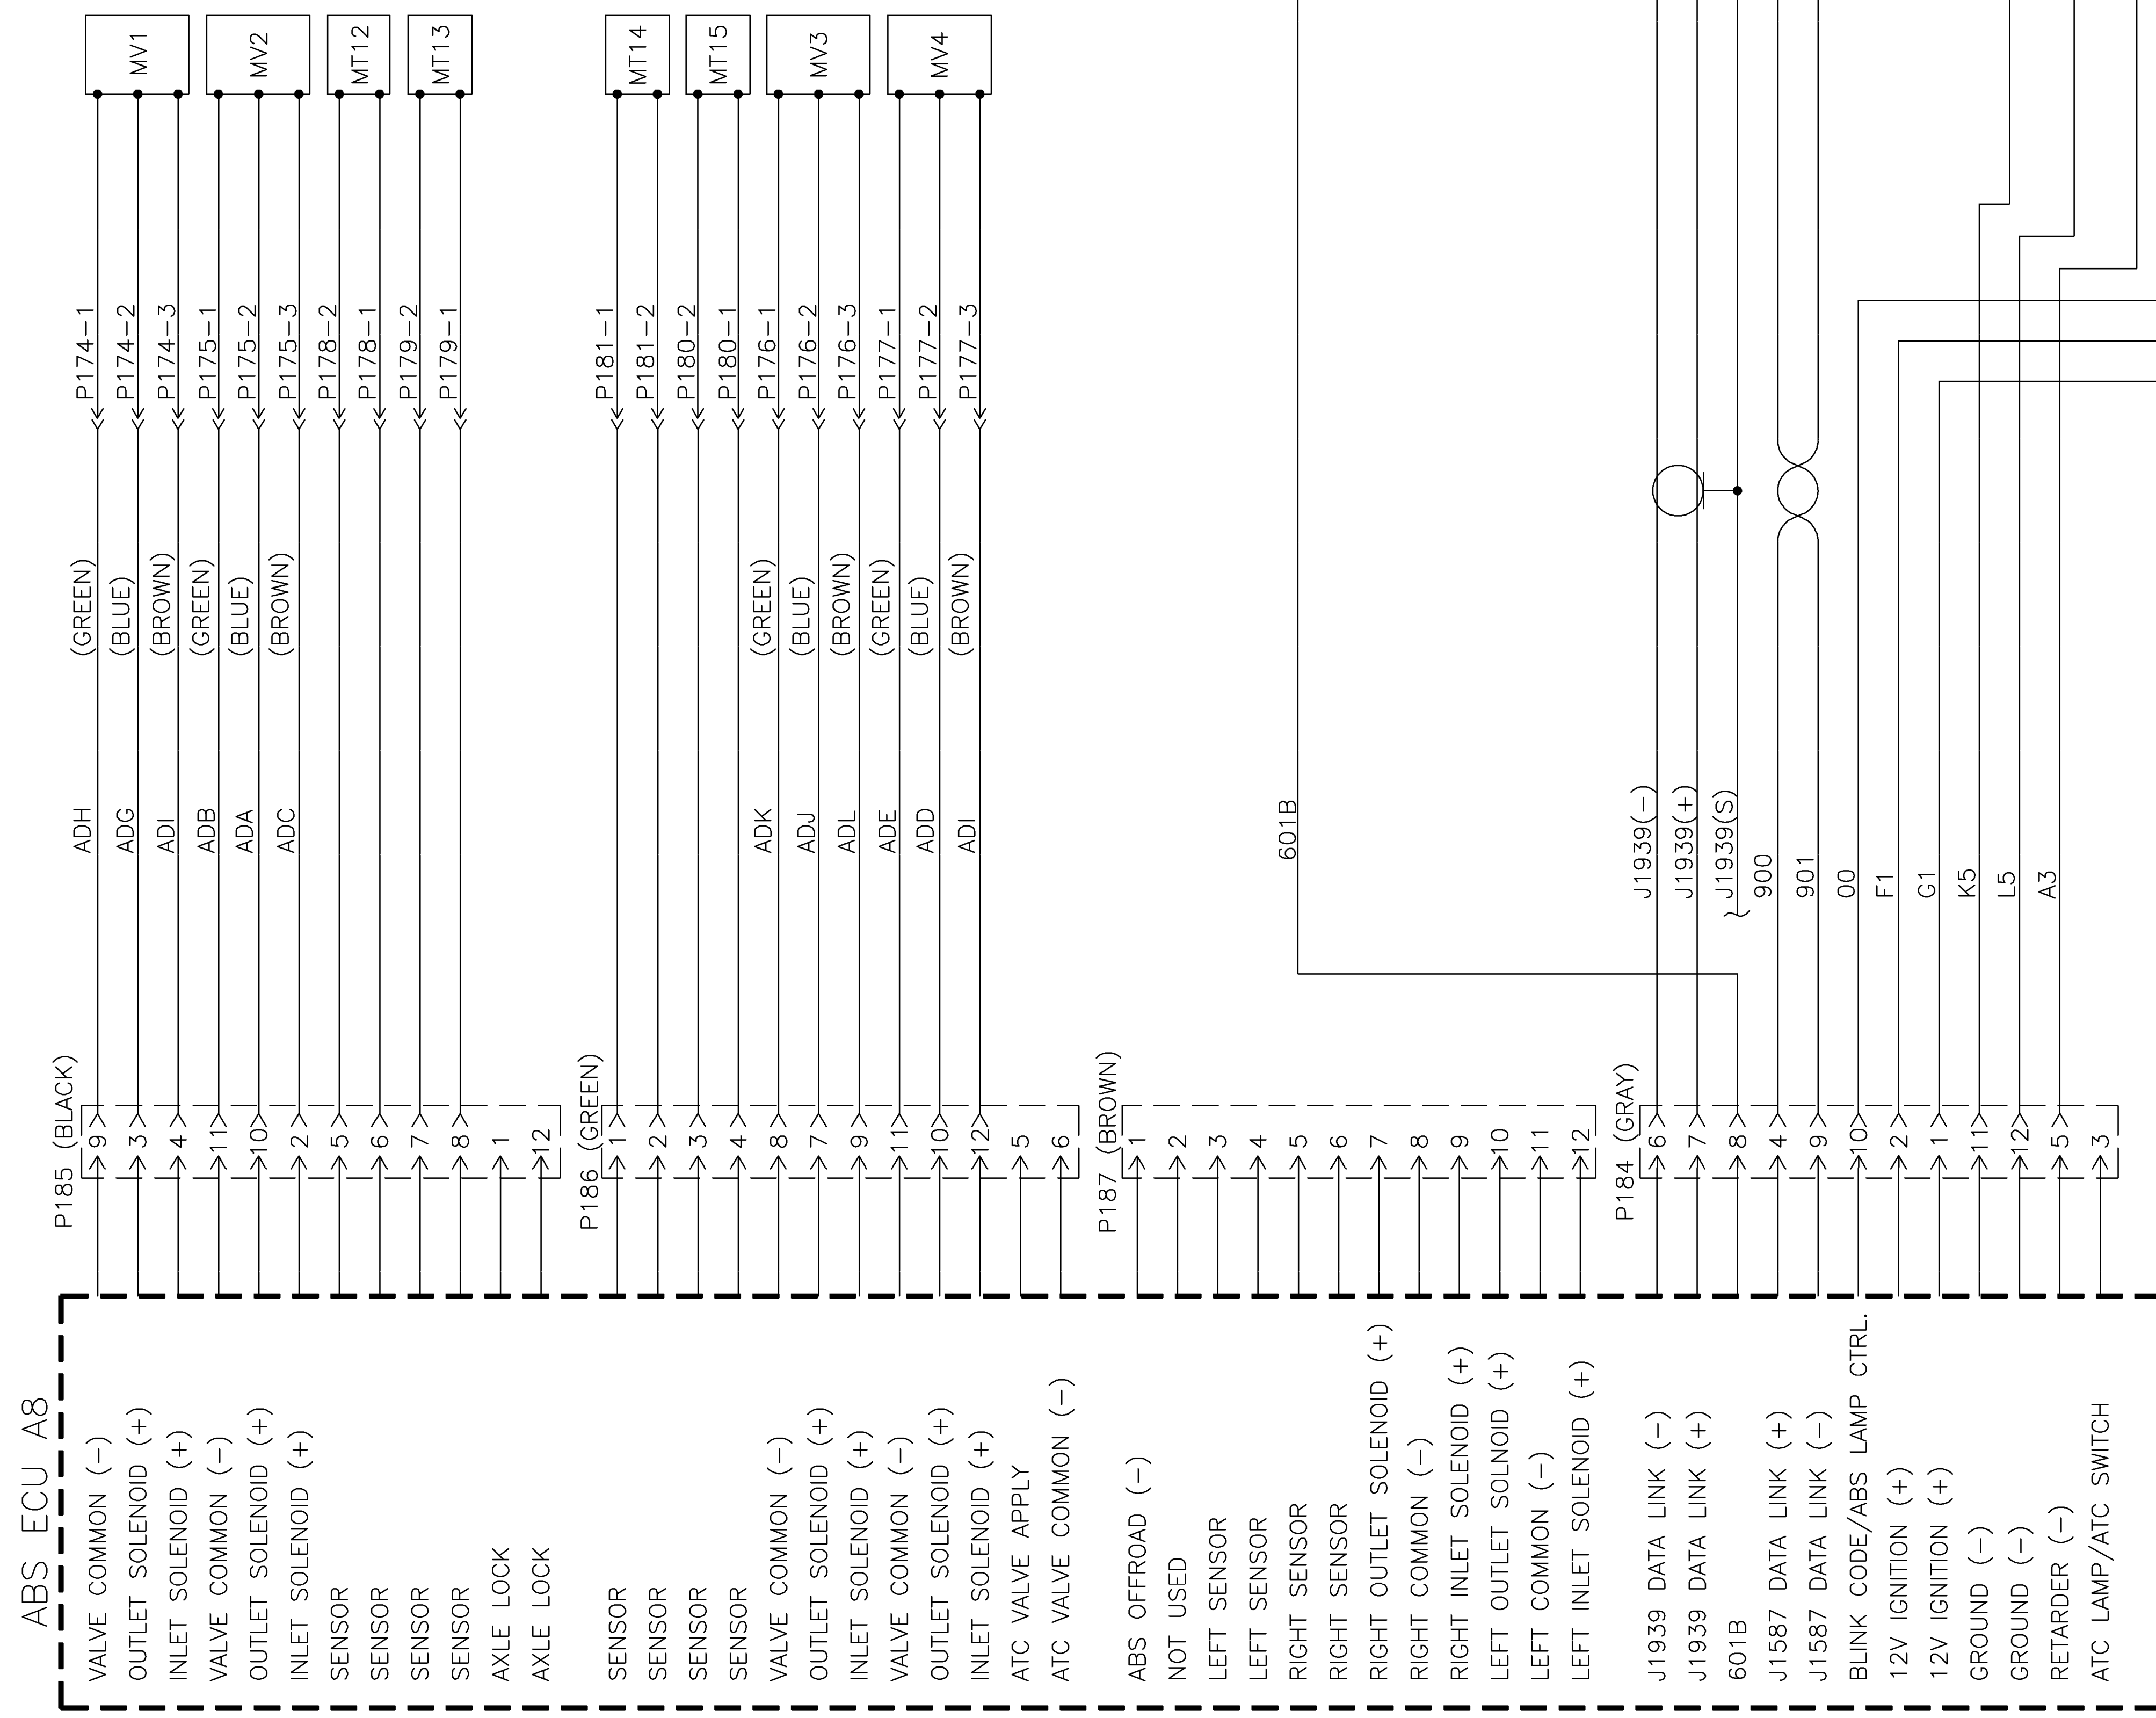 MV1
MV2
MT12
MT13
MT14
MT15
MV3
MV4
P174-1
P174-2
P174-3
P175-1
P175-2
P175-3
P178-2
P178-1
P179-2
P179-1
P181-1
P181-2
P180-2
P180-1
P176-1
P176-2
P176-3
P177-1
P177-2
P177-3
(GREEN)
(BLUE)
(BROWN)
(GREEN)
(BLUE)
(BROWN)
(GREEN)
(BLUE)
(BROWN)
(GREEN)
(BLUE)
(BROWN)
ADH
ADG
ADI
ADB
ADA
ADC
ADK
ADJ
ADL
ADE
ADD
ADI
601B
J1939(-)
J1939(+)
J1939(S)
900
901
00
F1
G1
K5
L5
A3
P185 (BLACK)
9
3
4
11
10
2
5
6
7
8
1
12
P186 (GREEN)
1
2
3
4
8
7
9
11
10
12
5
6
P187 (BROWN)
1
2
3
4
5
6
7
8
9
10
11
12
P184 (GRAY)
6
7
8
4
9
10
2
1
11
12
5
3
ABS ECU A8
VALVE COMMON (-)
OUTLET SOLENOID (+)
INLET SOLENOID (+)
VALVE COMMON (-)
OUTLET SOLENOID (+)
INLET SOLENOID (+)
SENSOR
SENSOR
SENSOR
SENSOR
AXLE LOCK
AXLE LOCK
SENSOR
SENSOR
SENSOR
SENSOR
VALVE COMMON (-)
OUTLET SOLENOID (+)
INLET SOLENOID (+)
VALVE COMMON (-)
OUTLET SOLENOID (+)
INLET SOLENOID (+)
ATC VALVE APPLY
ATC VALVE COMMON (-)
ABS OFFROAD (-)
NOT USED
LEFT SENSOR
LEFT SENSOR
RIGHT SENSOR
RIGHT SENSOR
RIGHT OUTLET SOLENOID (+)
RIGHT COMMON (-)
RIGHT INLET SOLENOID (+)
LEFT OUTLET SOLNOID (+)
LEFT COMMON (-)
LEFT INLET SOLENOID (+)
J1939 DATA LINK (-)
J1939 DATA LINK (+)
601B
J1587 DATA LINK (+)
J1587 DATA LINK (-)
BLINK CODE/ABS LAMP CTRL.
12V IGNITION (+)
12V IGNITION (+)
GROUND (-)
GROUND (-)
RETARDER (-)
ATC LAMP/ATC SWITCH